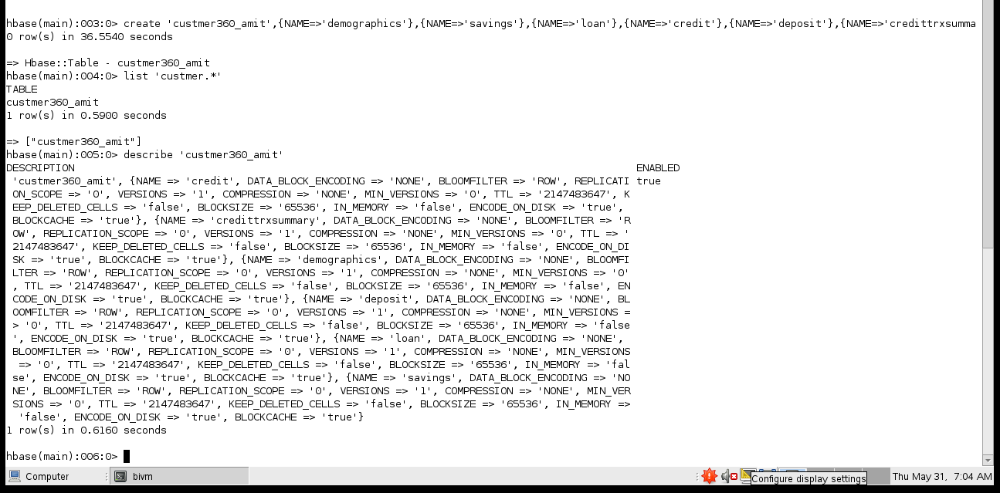 hbase(main):003:0> create 'custmer360_amit',{NAME=>'demographics'},{NAME=>'savings'},{NAME=>'loan'},{NAME=>'credit'},{NAME=>'deposit'},{NAME=>'credittrxsumma
0 row(s) in 36.5540 seconds
=> Hbase::Table - custmer360_amit
hbase(main):004:0> list 'custmer.*'
TABLE
custmer360_amit
1 row(s) in 0.5900 seconds
=> ["custmer360_amit"]
hbase(main):005:0> describe 'custmer360_amit'
DESCRIPTION ENABLED
'custmer360_amit', {NAME => 'credit', DATA_BLOCK_ENCODING => 'NONE', BLOOMFILTER => 'ROW', REPLICATI true
ON_SCOPE => '0', VERSIONS => '1', COMPRESSION => 'NONE', MIN_VERSIONS => '0', TTL => '2147483647', K
EEP_DELETED_CELLS => 'false', BLOCKSIZE => '65536', IN_MEMORY => 'false', ENCODE_ON_DISK => 'true',
BLOCKCACHE => 'true'}, {NAME => 'credittrxsummary', DATA_BLOCK_ENCODING => 'NONE', BLOOMFILTER => 'R
OW', REPLICATION_SCOPE => '0', VERSIONS => '1', COMPRESSION => 'NONE', MIN_VERSIONS => '0', TTL => '
2147483647', KEEP_DELETED_CELLS => 'false', BLOCKSIZE => '65536', IN_MEMORY => 'false', ENCODE_ON_DI
SK => 'true', BLOCKCACHE => 'true'}, {NAME => 'demographics', DATA_BLOCK_ENCODING => 'NONE', BLOOMFI
LTER => 'ROW', REPLICATION_SCOPE => '0', VERSIONS => '1', COMPRESSION => 'NONE', MIN_VERSIONS => '0'
, TTL => '2147483647', KEEP_DELETED_CELLS => 'false', BLOCKSIZE => '65536', IN_MEMORY => 'false', EN
CODE_ON_DISK => 'true', BLOCKCACHE => 'true'}, {NAME => 'deposit', DATA_BLOCK_ENCODING => 'NONE', BL
OOMFILTER => 'ROW', REPLICATION_SCOPE => '0', VERSIONS => '1', COMPRESSION => 'NONE', MIN_VERSIONS =
> '0', TTL => '2147483647', KEEP_DELETED_CELLS => 'false', BLOCKSIZE => '65536', IN_MEMORY => 'false
', ENCODE_ON_DISK => 'true', BLOCKCACHE => 'true'}, {NAME => 'loan', DATA_BLOCK_ENCODING => 'NONE',
BLOOMFILTER => 'ROW', REPLICATION_SCOPE => '0', VERSIONS => '1', COMPRESSION => 'NONE', MIN_VERSIONS
=> '0', TTL => '2147483647', KEEP_DELETED_CELLS => 'false', BLOCKSIZE => '65536', IN_MEMORY => 'fal
se', ENCODE_ON_DISK => 'true', BLOCKCACHE => 'true'}, {NAME => 'savings', DATA_BLOCK_ENCODING => 'NO
NE', BLOOMFILTER => 'ROW', REPLICATION_SCOPE => '0', VERSIONS => '1', COMPRESSION => 'NONE', MIN_VER
SIONS => '0', TTL => '2147483647', KEEP_DELETED_CELLS => 'false', BLOCKSIZE => '65536', IN_MEMORY =>
'false', ENCODE_ON_DISK => 'true', BLOCKCACHE => 'true'}
1 row(s) in 0.6160 seconds
hbase(main):006:0>
Computer bivm Thu May 31, 7:04 AM
Configure display settings